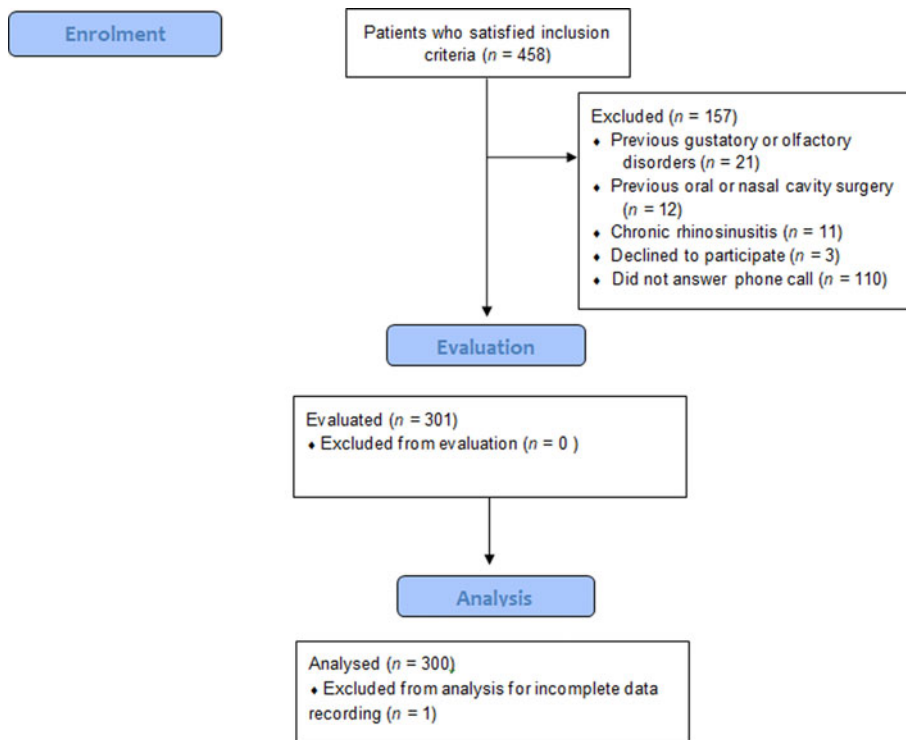 Enrolment
Patients who satisfied inclusion
criteria (n = 458)
Excluded (n = 157)
♦ Previous gustatory or olfactory
disorders (n = 21)
♦ Previous oral or nasal cavity surgery
(n = 12)
♦ Chronic rhinosinusitis (n = 11)
♦ Declined to participate (n = 3)
♦ Did not answer phone call (n = 110)
Evaluation
Evaluated (n = 301)
♦ Excluded from evaluation (n = 0 )
Analysis
Analysed (n = 300)
♦ Excluded from analysis for incomplete data
recording (n = 1)